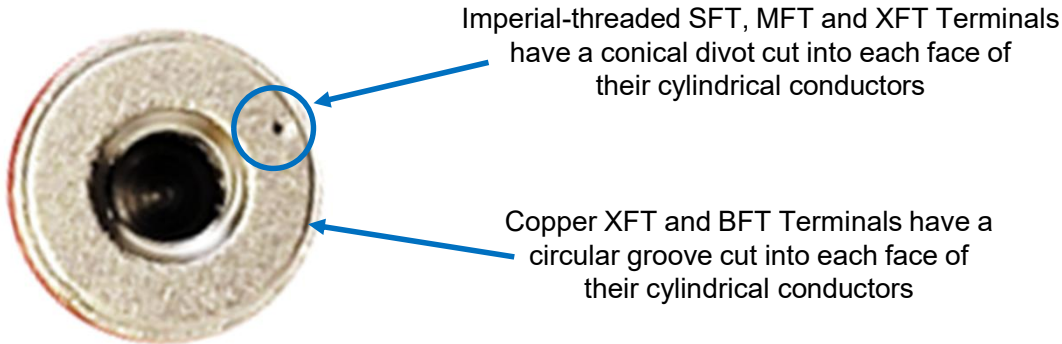 Imperial-threaded SFT, MFT and XFT Terminals
have a conical divot cut into each face of
their cylindrical conductors
Copper XFT and BFT Terminals have a
circular groove cut into each face of
their cylindrical conductors